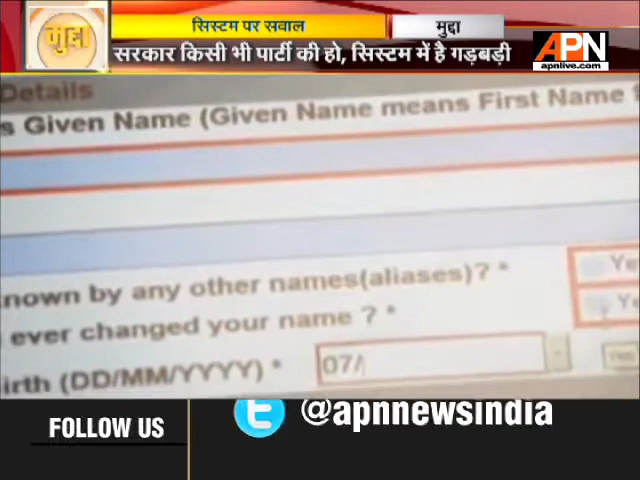 मुद्दा
सिस्टम पर सवाल
मुद्दा
सरकार किसी भी पार्टी की हो, सिस्टम में है गड़बड़ी
APN
apnlive.com
Details
s Given Name (Given Name means First Name
nown by any other names(aliases)? *
ever changed your name ? *
irth (DD/MM/YYYY) *
07/
FOLLOW US
@apnnewsindia